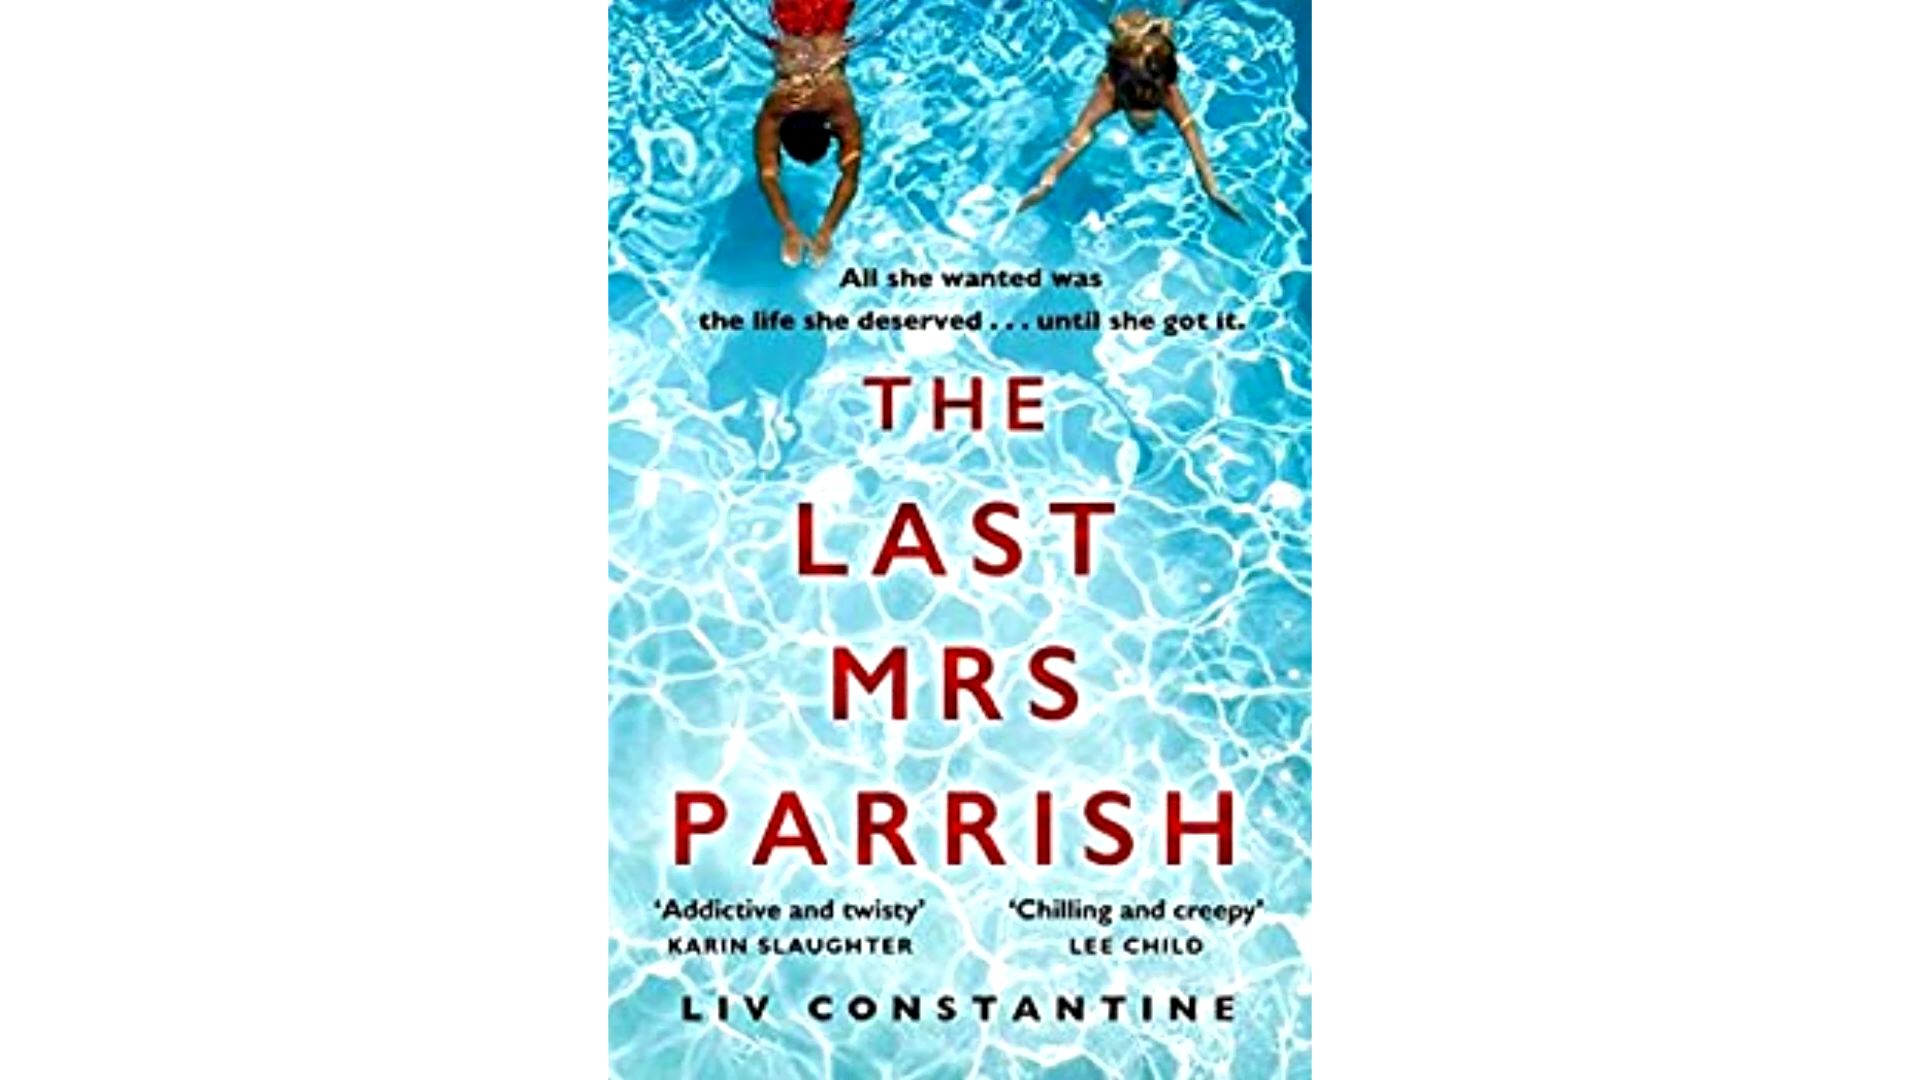 All she wanted was
the life she deserved . . . until she got it.
THE
LAST
MRS
PARRISH
‘Addictive and twisty’
KARIN SLAUGHTER
‘Chilling and creepy’
LEE CHILD
LIV CONSTANTINE